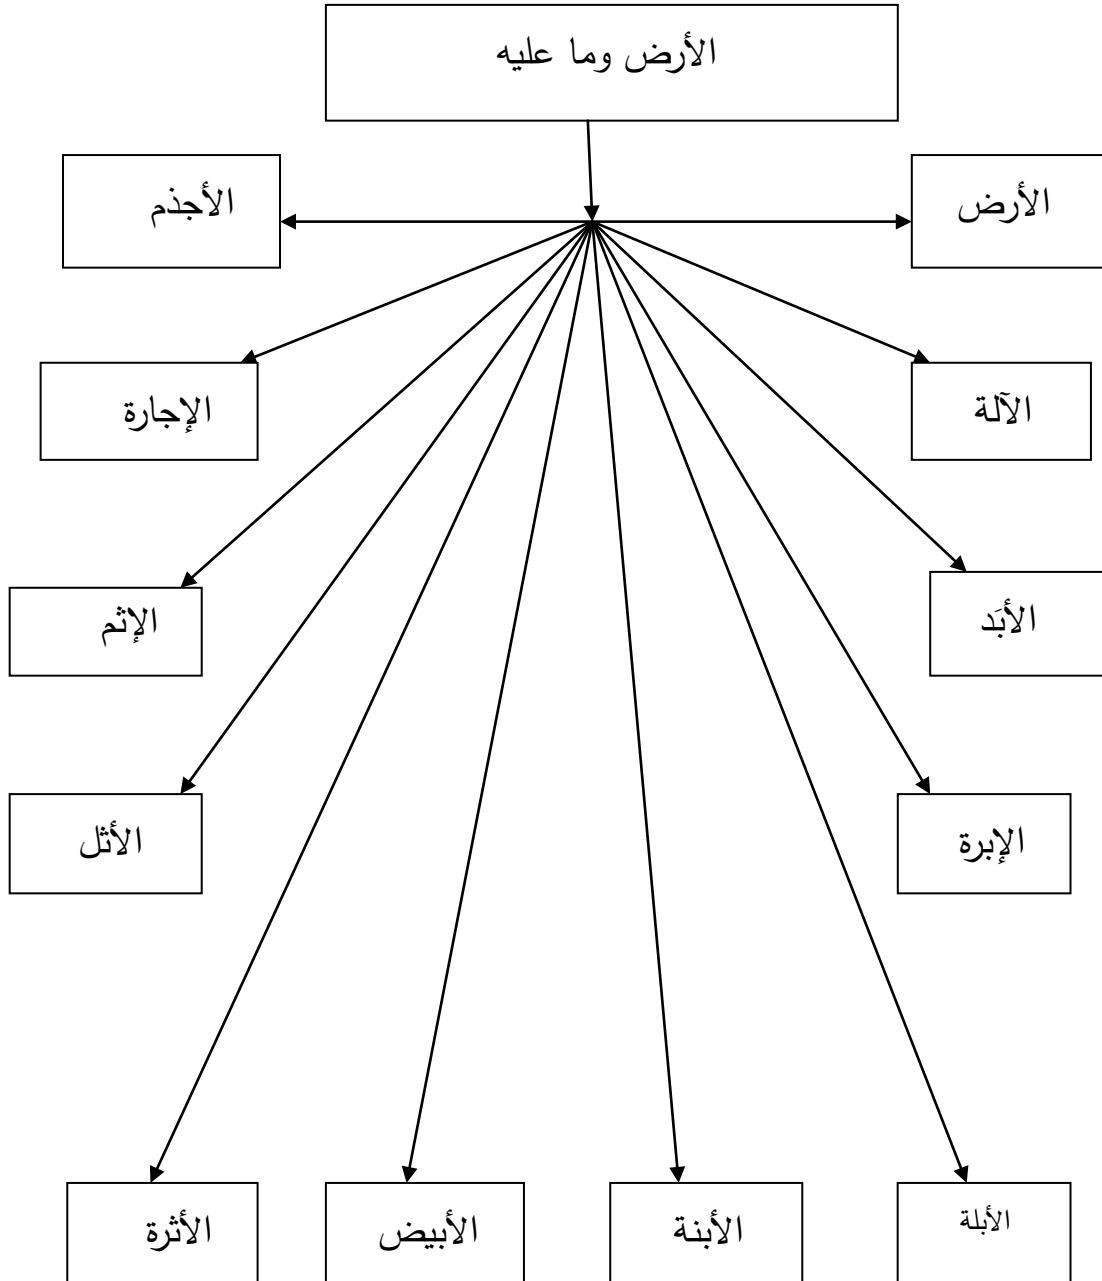 الأرض وما عليه
الأرض
الأجذم
الآلة
الإجارة
الأبَد
الإثم
الإبرة
الأثل
الأبلة
الأبنة
الأبيض
الأثرة